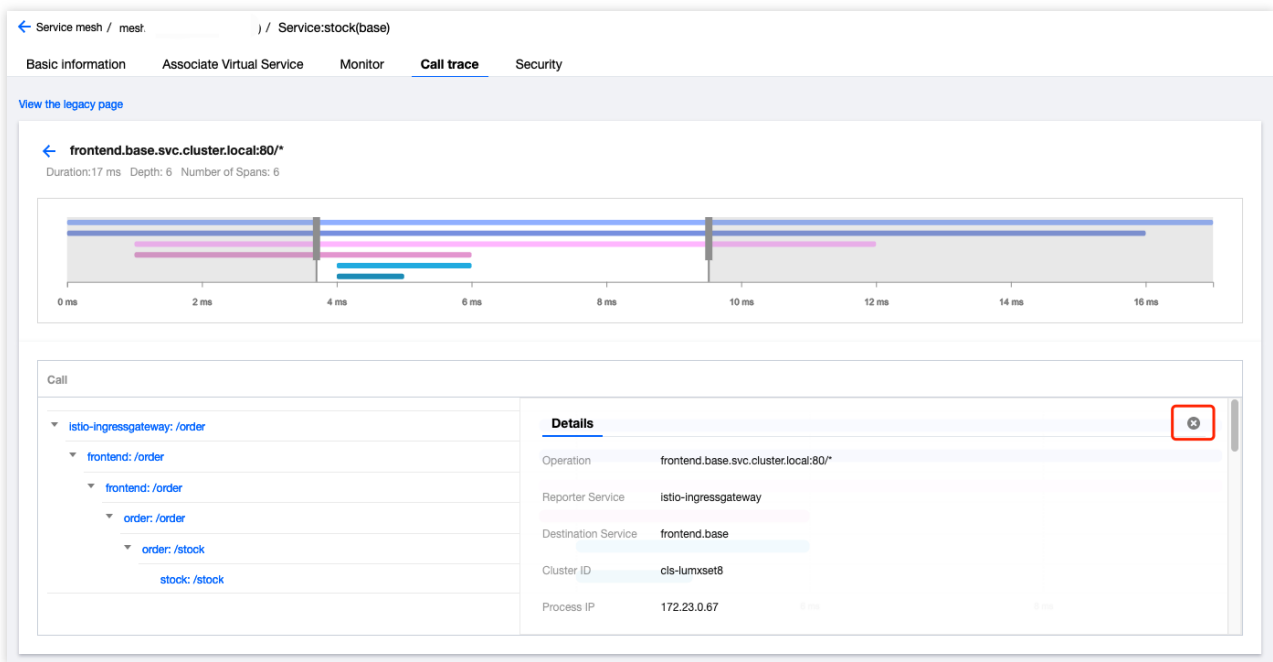 Service mesh / mesh ) / Service:stock(base)
Basic information Associate Virtual Service Monitor Call trace Security
View the legacy page
frontend.base.svc.cluster.local:80/*
Duration:17 ms Depth: 6 Number of Spans: 6
0 ms 2 ms 4 ms 6 ms 8 ms 10 ms 12 ms 14 ms 16 ms
Call
istio-ingressgateway: /order
frontend: /order
frontend: /order
order: /order
order: /stock
stock: /stock
Details
Operation frontend.base.svc.cluster.local:80/*
Reporter Service istio-ingressgateway
Destination Service frontend.base
Cluster ID cls-lumxset8
Process IP 172.23.0.67